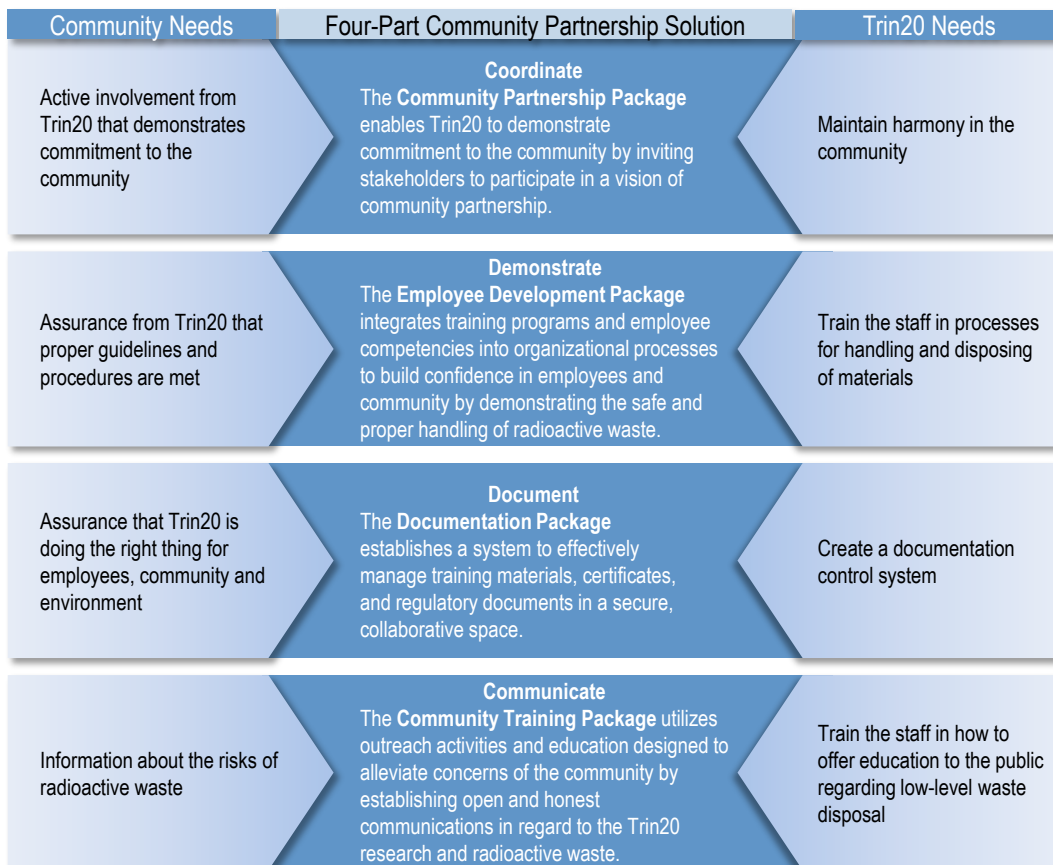 Community Needs
Four-Part Community Partnership Solution
Trin20 Needs
Active involvement from
Trin20 that demonstrates
commitment to the
community
Coordinate
The Community Partnership Package
enables Trin20 to demonstrate
commitment to the community by inviting
stakeholders to participate in a vision of
community partnership.
Maintain harmony in the
community
Assurance from Trin20 that
proper guidelines and
procedures are met
Demonstrate
The Employee Development Package
integrates training programs and employee
competencies into organizational processes
to build confidence in employees and
community by demonstrating the safe and
proper handling of radioactive waste.
Train the staff in processes
for handling and disposing
of materials
Assurance that Trin20 is
doing the right thing for
employees, community and
environment
Document
The Documentation Package
establishes a system to effectively
manage training materials, certificates,
and regulatory documents in a secure,
collaborative space.
Create a documentation
control system
Information about the risks of
radioactive waste
Communicate
The Community Training Package utilizes
outreach activities and education designed to
alleviate concerns of the community by
establishing open and honest
communications in regard to the Trin20
research and radioactive waste.
Train the staff in how to
offer education to the public
regarding low-level waste
disposal